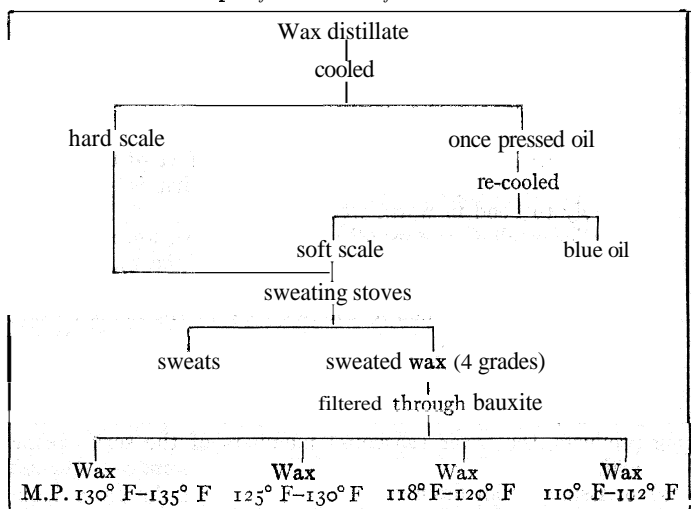 Wax distillate
cooled
hard scale once pressed oil
re-cooled
soft scale blue oil
sweating stoves
sweats sweated wax (4 grades)
filtered through bauxite
Wax Wax Wax Wax
M.P. 130° F–135° F 125° F–130° F 118° F–120° F 110° F–112° F